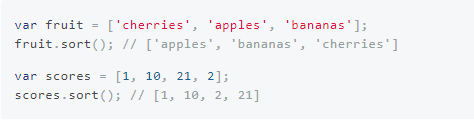 var fruit = ['cherries', 'apples', 'bananas'];
fruit.sort(); // ['apples', 'bananas', 'cherries']
var scores = [1, 10, 21, 2];
scores.sort(); // [1, 10, 2, 21]